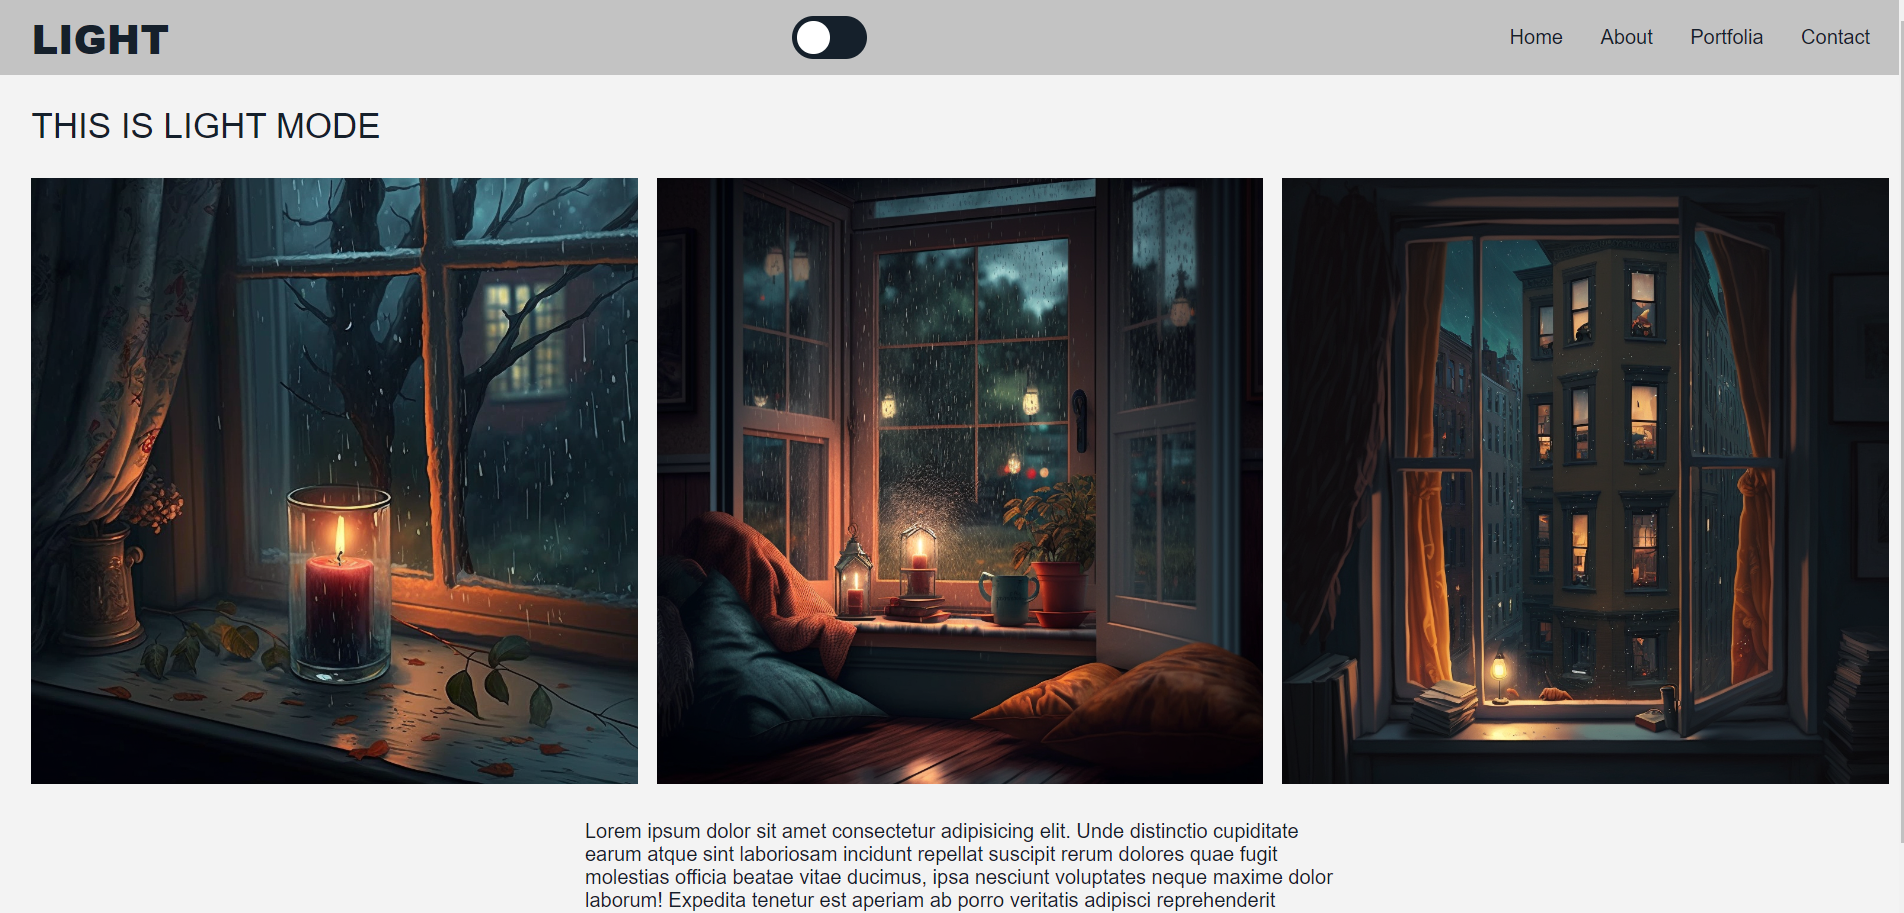 LIGHT
Home About Portfolia Contact
THIS IS LIGHT MODE
Lorem ipsum dolor sit amet consectetur adipisicing elit. Unde distinctio cupiditate
earum atque sint laboriosam incidunt repellat suscipit rerum dolores quae fugit
molestias officia beatae vitae ducimus, ipsa nesciunt voluptates neque maxime dolor
laborum! Expedita tenetur est aperiam ab porro veritatis adipisci reprehenderit